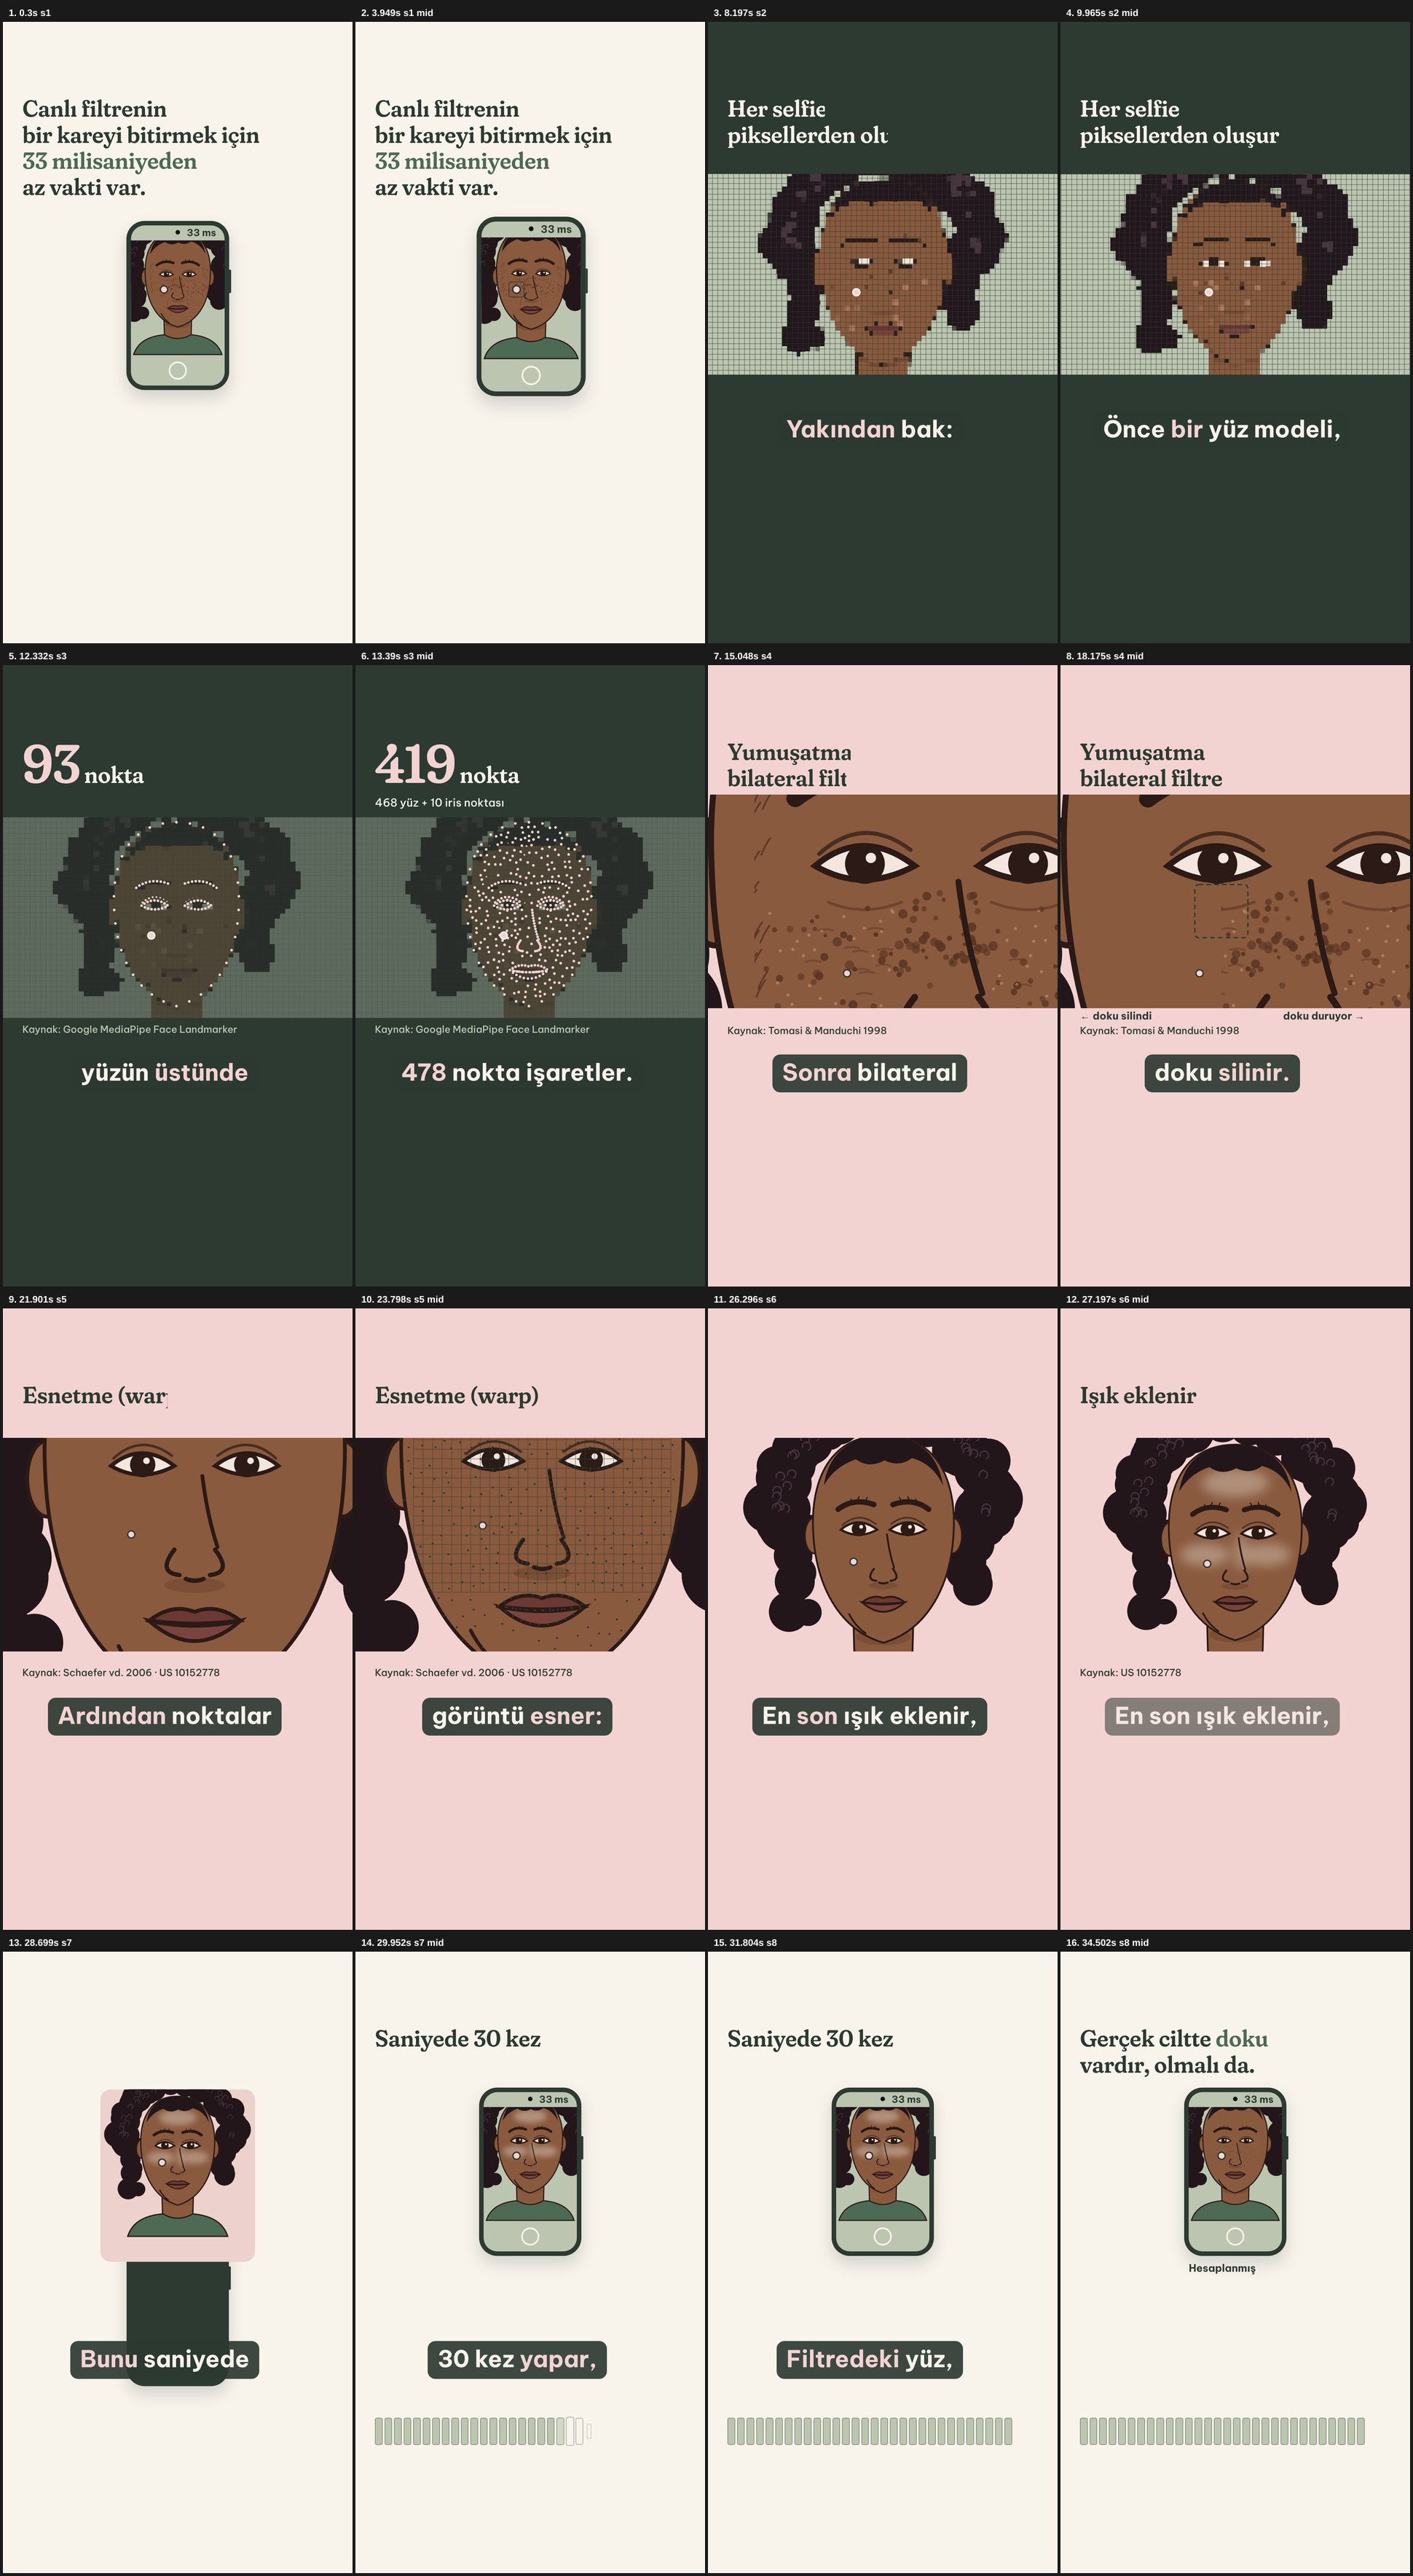 1. 0.3s s1
Canlı filtrenin
bir kareyi bitirmek için
33 milisaniyeden
az vakti var.
33 ms
2. 3.949s s1 mid
Canlı filtrenin
bir kareyi bitirmek için
33 milisaniyeden
az vakti var.
33 ms
3. 8.197s s2
Her selfie
piksellerden olu
Yakından bak:
4. 9.965s s2 mid
Her selfie
piksellerden oluşur
Önce bir yüz modeli,
5. 12.332s s3
93 nokta
Kaynak: Google MediaPipe Face Landmarker
yüzün üstünde
6. 13.39s s3 mid
419 nokta
468 yüz + 10 iris noktası
Kaynak: Google MediaPipe Face Landmarker
478 nokta işaretler.
7. 15.048s s4
Yumuşatma
bilateral filt
Kaynak: Tomasi & Manduchi 1998
Sonra bilateral
8. 18.175s s4 mid
Yumuşatma
bilateral filtre
← doku silindi
doku duruyor →
Kaynak: Tomasi & Manduchi 1998
doku silinir.
9. 21.901s s5
Esnetme (war
Kaynak: Schaefer vd. 2006 · US 10152778
Ardından noktalar
10. 23.798s s5 mid
Esnetme (warp)
Kaynak: Schaefer vd. 2006 · US 10152778
görüntü esner:
11. 26.296s s6
En son ışık eklenir,
12. 27.197s s6 mid
Işık eklenir
Kaynak: US 10152778
En son ışık eklenir,
13. 28.699s s7
Bunu saniyede
14. 29.952s s7 mid
Saniyede 30 kez
33 ms
30 kez yapar,
15. 31.804s s8
Saniyede 30 kez
33 ms
Filtredeki yüz,
16. 34.502s s8 mid
Gerçek ciltte doku
vardır, olmalı da.
33 ms
Hesaplanmış